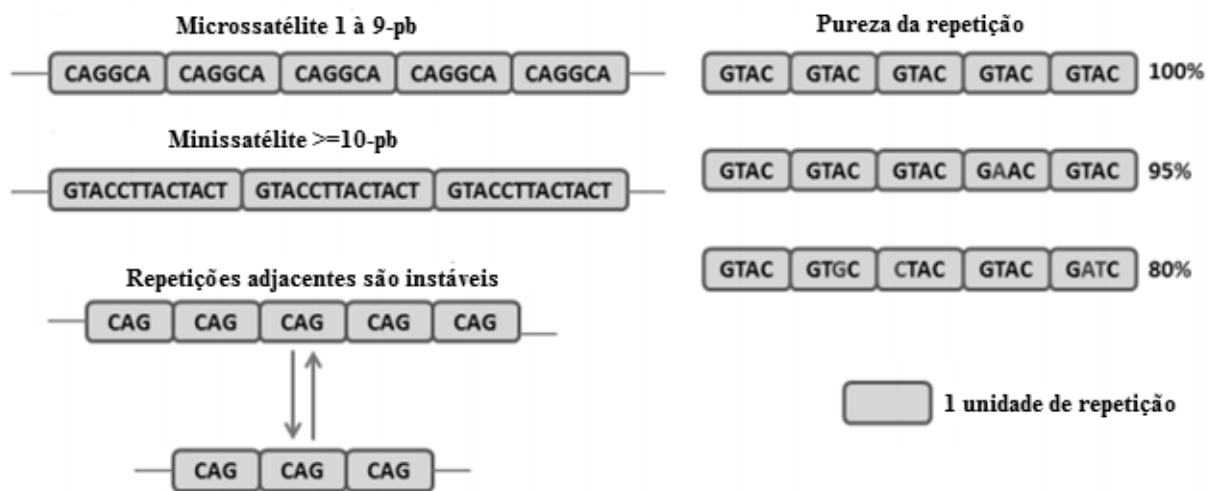 Microssatélite 1 à 9-pb
CAGGCA CAGGCA CAGGCA CAGGCA CAGGCA
Minissatélite >=10-pb
GTACCTTACTACT GTACCTTACTACT GTACCTTACTACT
Repetições adjacentes são instáveis
CAG CAG CAG CAG CAG
CAG CAG CAG
Pureza da repetição
GTAC GTAC GTAC GTAC GTAC 100%
GTAC GTAC GTAC GAAC GTAC 95%
GTAC GTGC CTAC GTAC GATC 80%
1 unidade de repetição